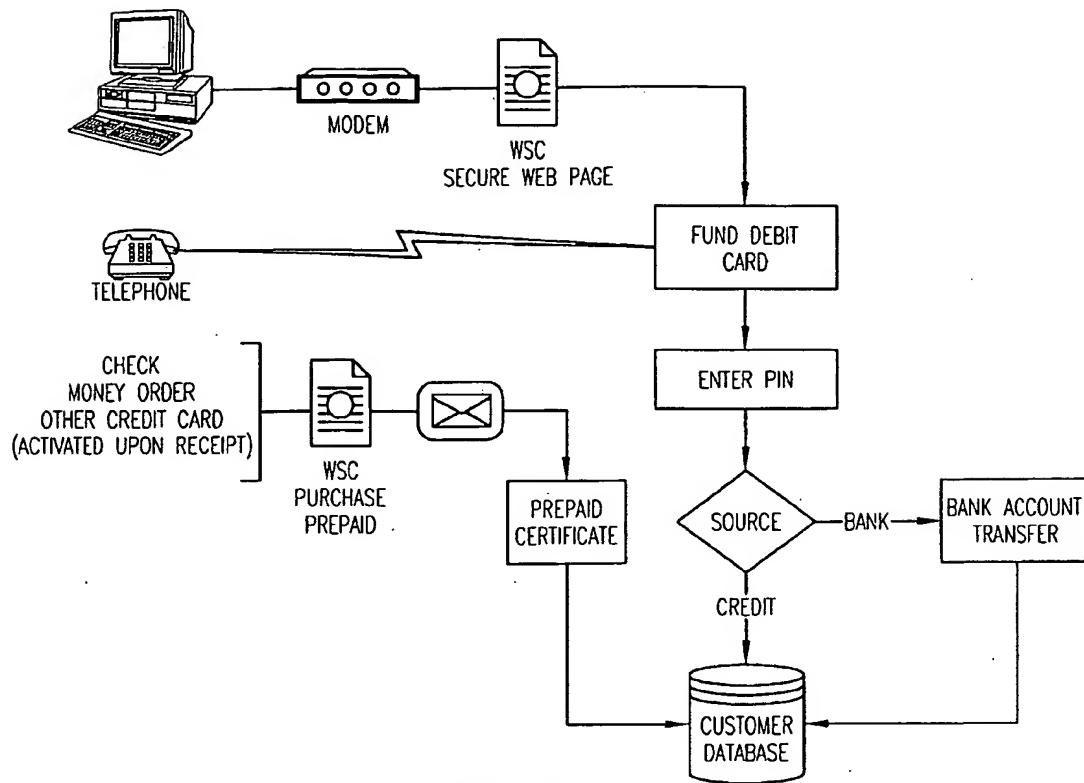 MODEM
WSC
SECURE WEB PAGE
FUND DEBIT
CARD
TELEPHONE
ENTER PIN
CHECK
MONEY ORDER
OTHER CREDIT CARD
(ACTIVATED UPON RECEIPT)
WSC
PURCHASE
PREPAID
PREPAID
CERTIFICATE
SOURCE
BANK
BANK ACCOUNT
TRANSFER
CREDIT
CUSTOMER
DATABASE